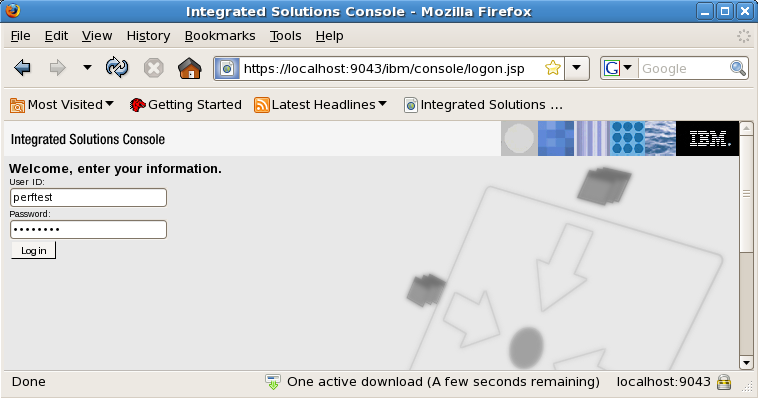 Integrated Solutions Console - Mozilla Firefox
File Edit View History Bookmarks Tools Help
https://localhost:9043/ibm/console/logon.jsp G Google
Most Visited Getting Started Latest Headlines Integrated Solutions ...
Integrated Solutions Console IBM.
Welcome, enter your information.
User ID:
perftest
Password:
••••••••
Log in
Done One active download (A few seconds remaining) localhost:9043